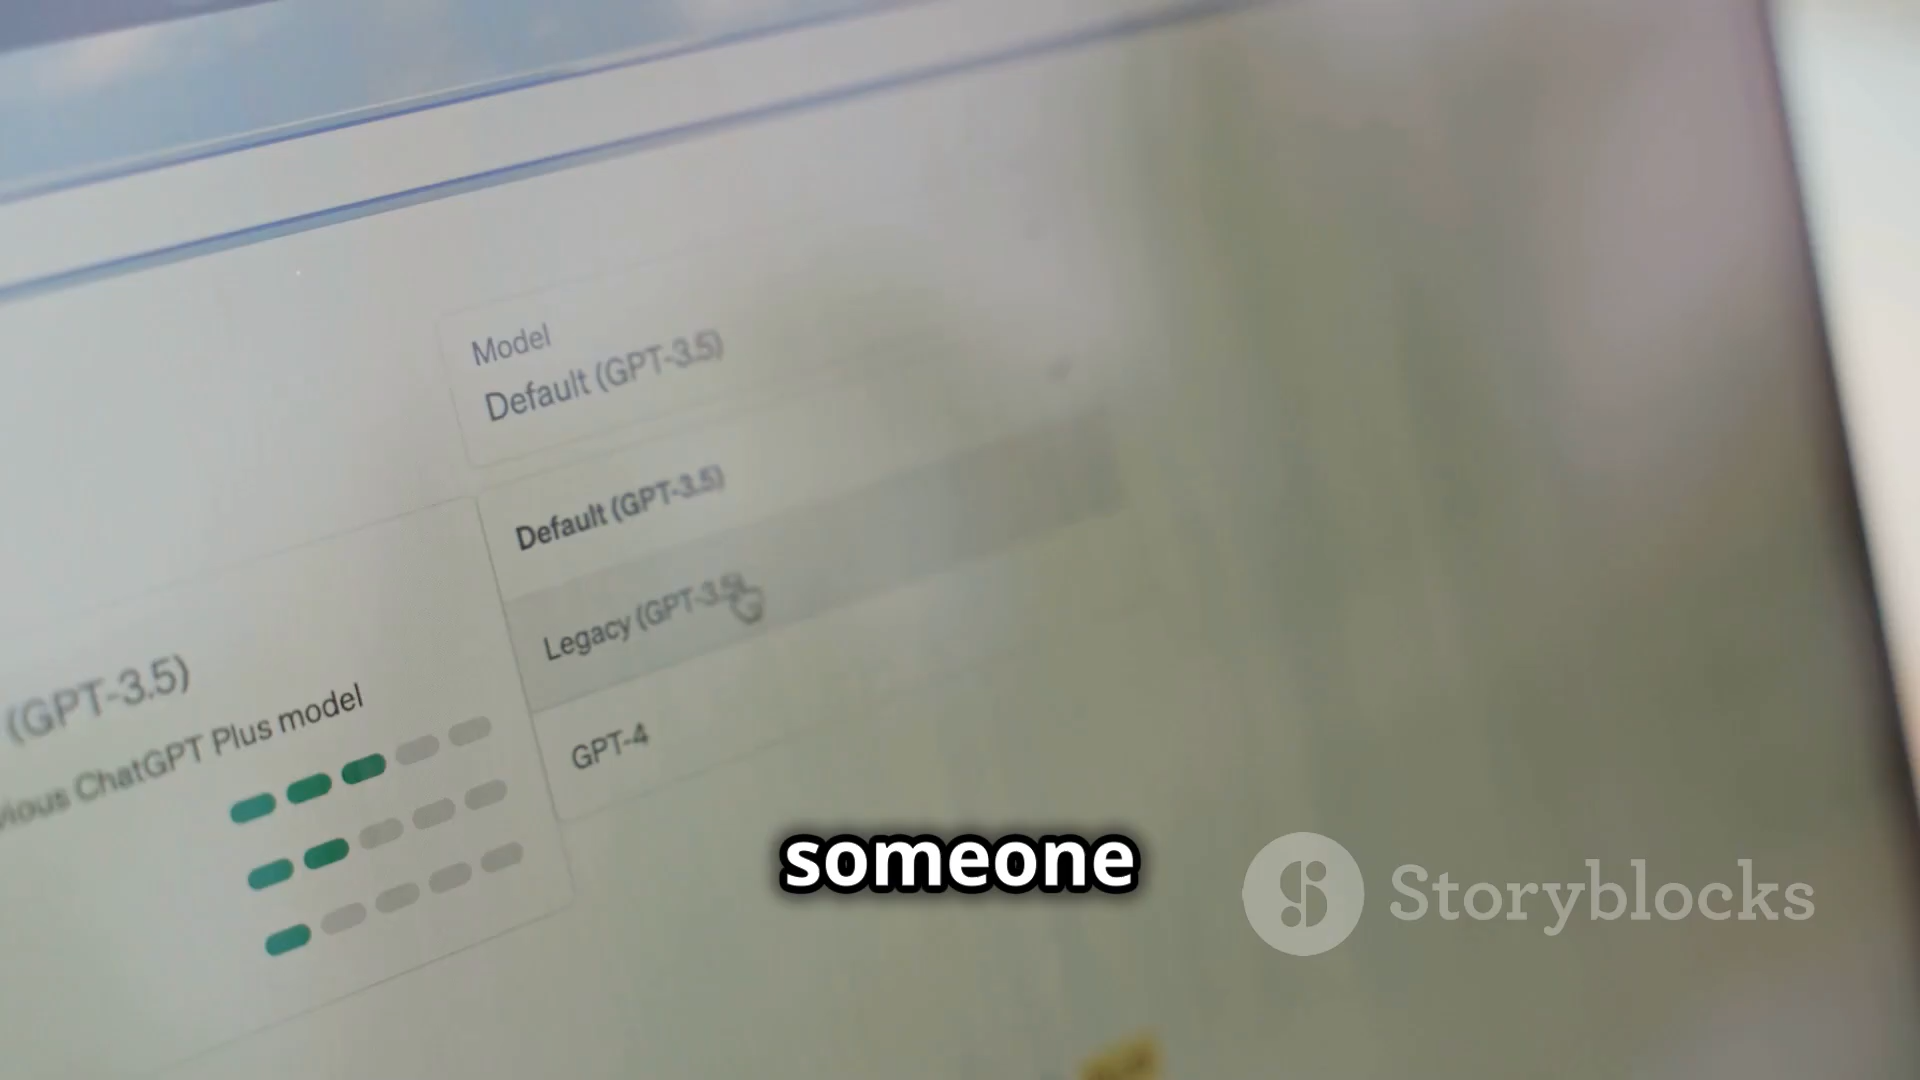 Model
Default (GPT-3.5)
Default (GPT-3.5)
Legacy (GPT-3.5)
GPT-4
(GPT-3.5)
vious ChatGPT Plus model
someone
Storyblocks